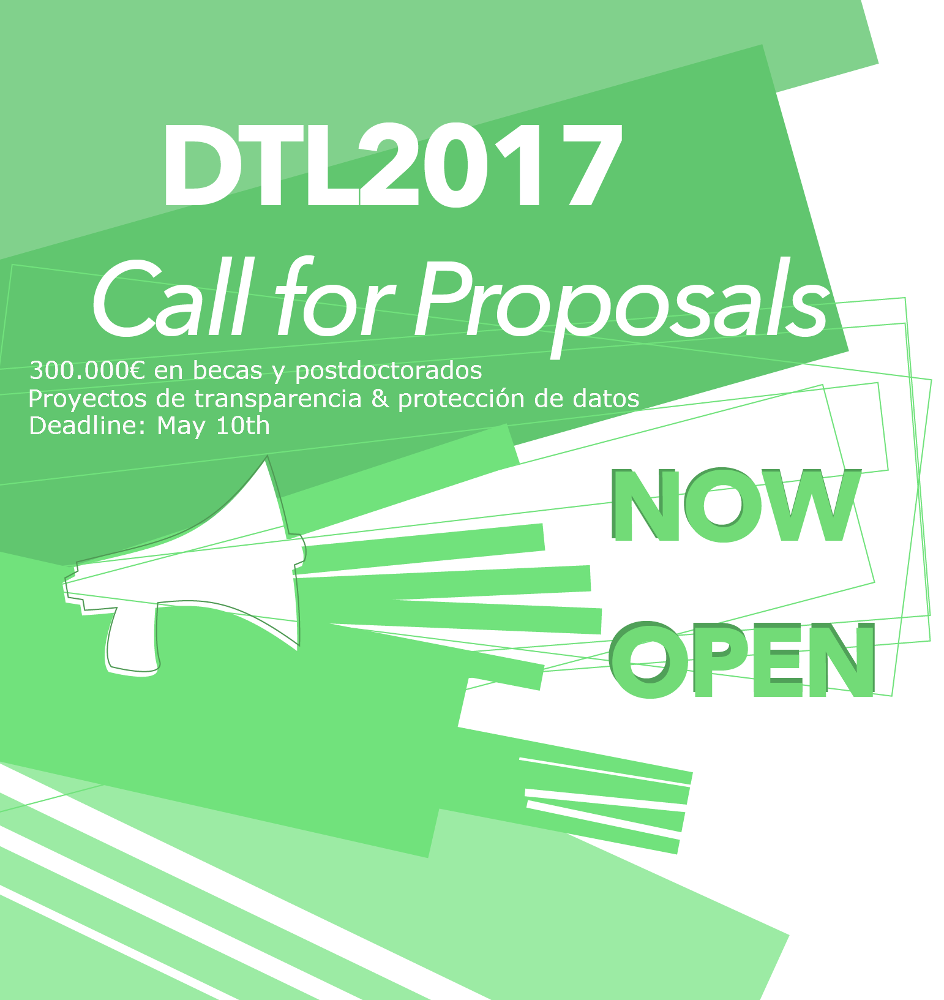 DTL2017
Call for Proposals
300.000€ en becas y postdoctorados
Proyectos de transparencia & protección de datos
Deadline: May 10th
NOW
OPEN